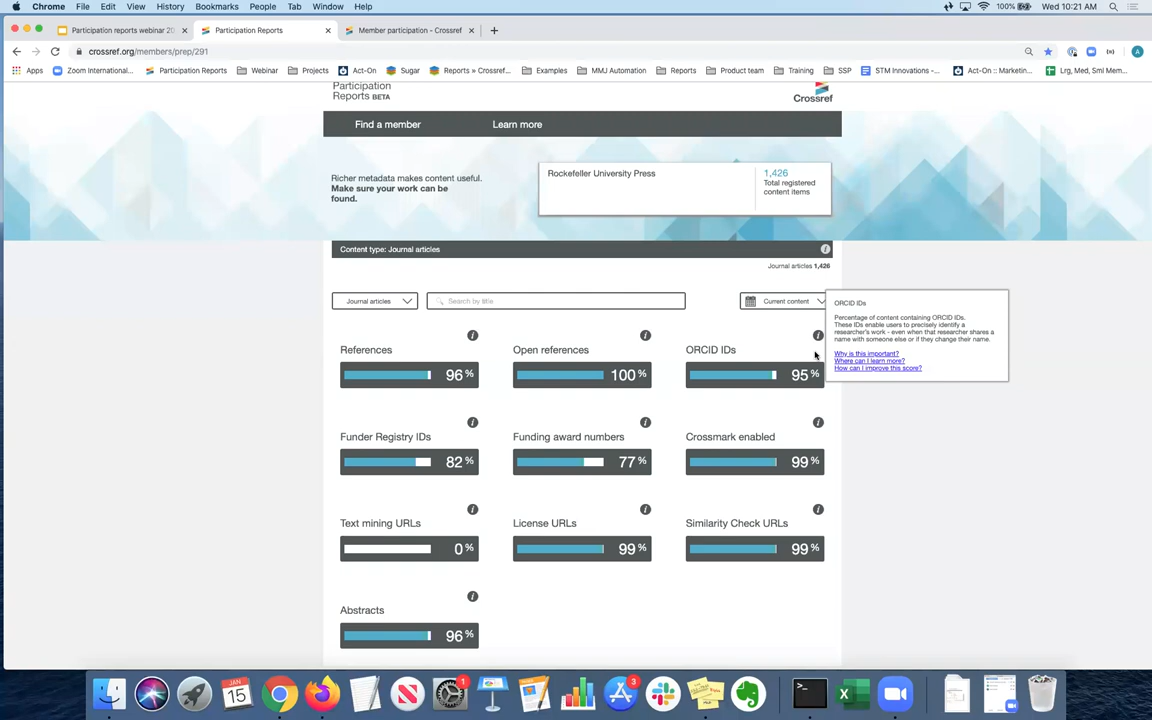 Chrome File Edit View History Bookmarks People Tab Window Help
100% Wed 10:21 AM
Participation reports webinar 20
Participation Reports
Member participation - Crossref
crossref.org/members/prep/291
A
Apps
Zoom International...
Participation Reports
Webinar
Projects
Act-On
Sugar
Reports » Crossref...
Examples
MMJ Automation
Reports
Product team
Training
SSP
STM Innovations -...
Act-On :: Marketin...
Lrg, Med, Sml Mem...
Participation
Reports BETA
Crossref
Find a member
Learn more
Richer metadata makes content useful.
Make sure your work can be
found.
Rockefeller University Press
1,426
Total registered
content items
Content type: Journal articles
Journal articles 1,426
Journal articles
Search by title
Current content
ORCID IDs
Percentage of content containing ORCID IDs.
These IDs enable users to precisely identify a
researcher's work - even when that researcher shares a
name with someone else or if they change their name.
Why is this important?
Where can I learn more?
How can I improve this score?
References
96 %
Open references
100 %
ORCID IDs
95 %
Funder Registry IDs
82 %
Funding award numbers
77 %
Crossmark enabled
99 %
Text mining URLs
0 %
License URLs
99 %
Similarity Check URLs
99 %
Abstracts
96 %
JAN
15
1
3